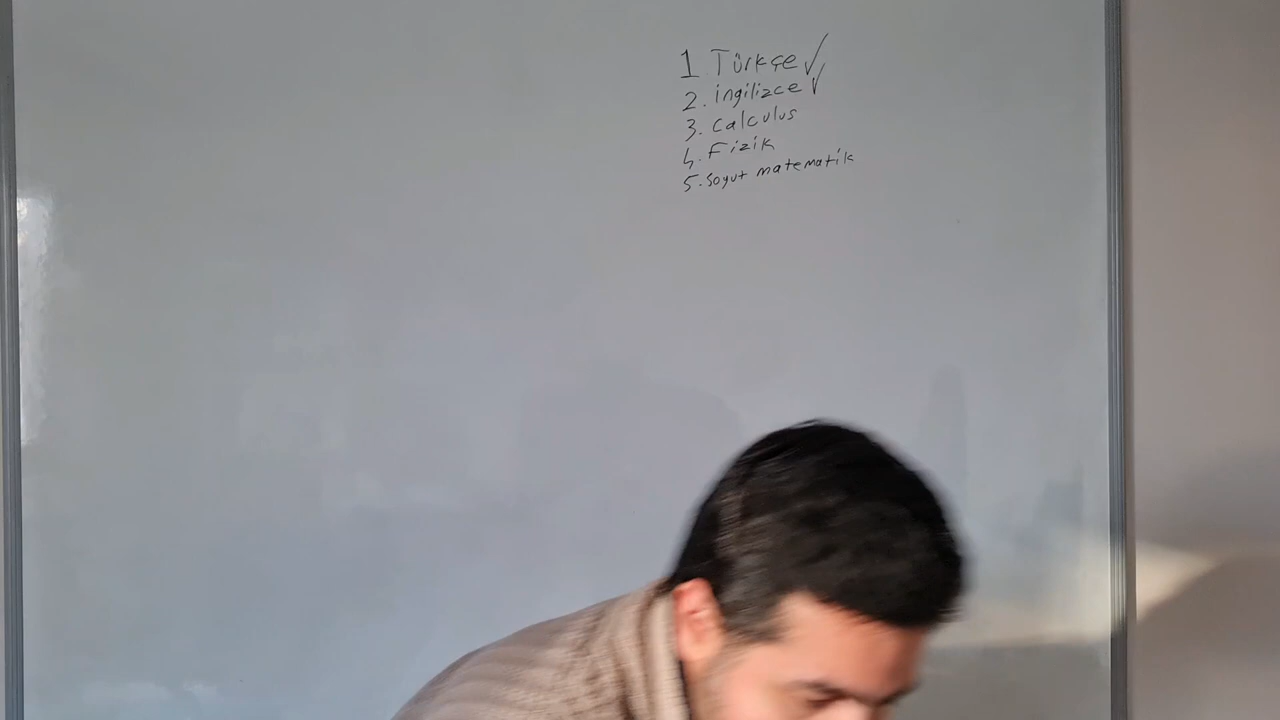 1 Türkçe ✓
2. ingilizce ✓
3. Calculus
4. Fizik
5. Soyut matematik